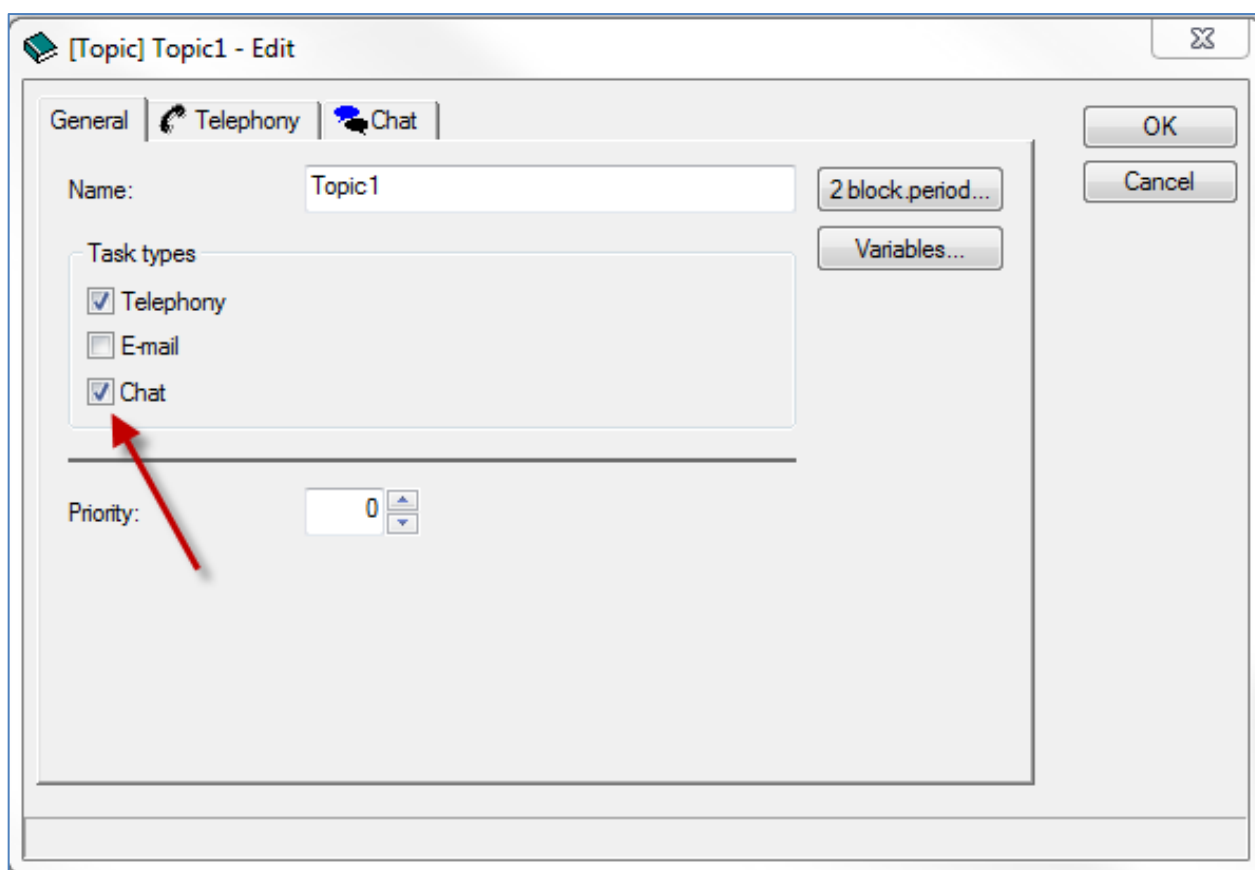 [Topic] Topic1 - Edit
General Telephony Chat
OK
Name: Topic1 2 block.period...
Cancel
Task types Variables...
Telephony
E-mail
Chat
Priority: 0